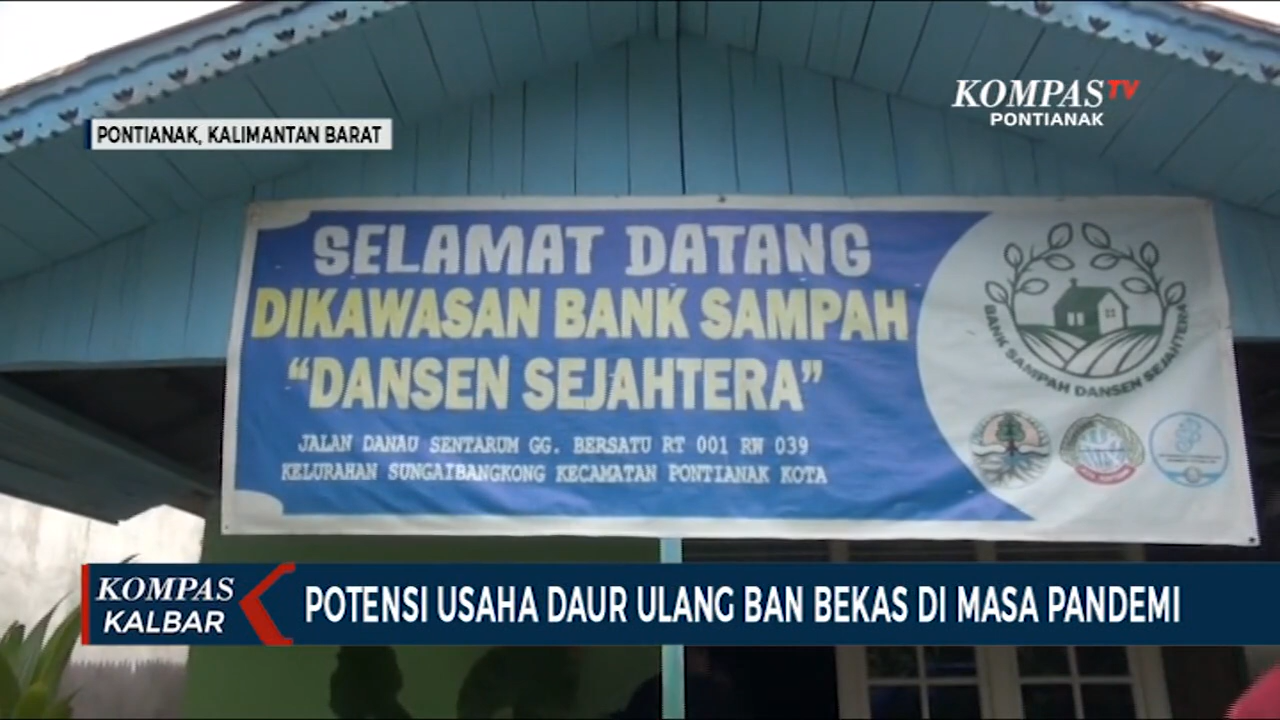 KOMPAS TV
PONTIANAK
PONTIANAK, KALIMANTAN BARAT
SELAMAT DATANG
DIKAWASAN BANK SAMPAH
“DANSEN SEJAHTERA”
JALAN DANAU SENTARUM GG. BERSATU RT 001 RW 039
KELURAHAN SUNGAIBANGKONG KECAMATAN PONTIANAK KOTA
BANK SAMPAH DANSEN SEJAHTERA
KOMPAS
KALBAR
POTENSI USAHA DAUR ULANG BAN BEKAS DI MASA PANDEMI